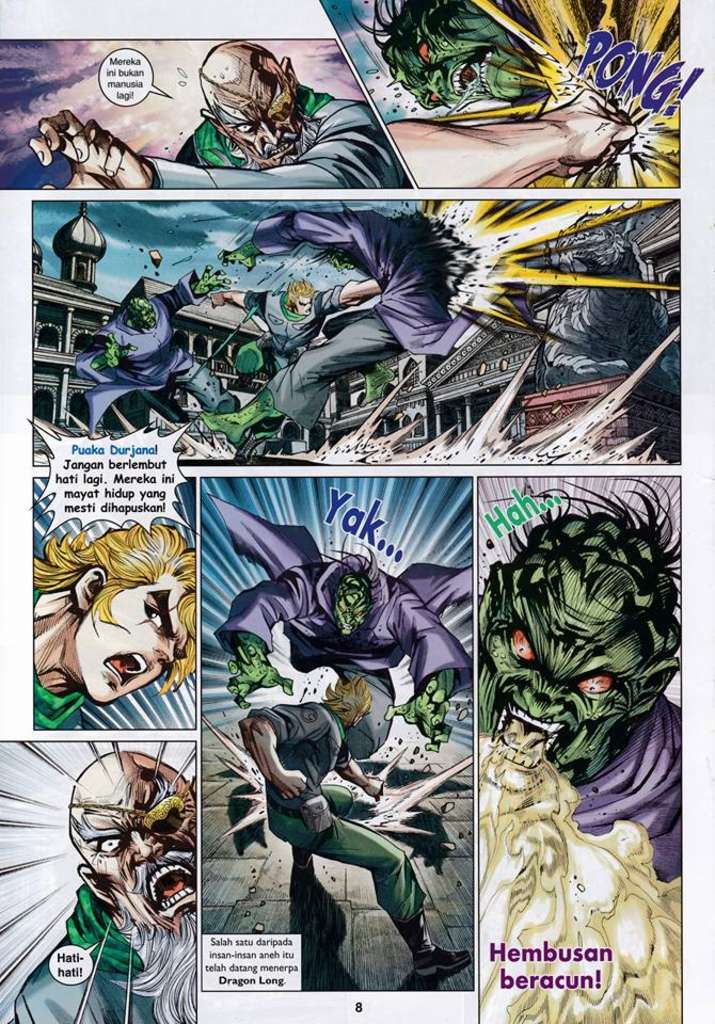 Mereka
ini bukan
manusia
lagi!
PONG!
Puaka Durjana!
Jangan berlembut
hati lagi. Mereka ini
mayat hidup yang
mesti dihapuskan!
Yak...
Hah...
Hati-
hati!
Salah satu daripada
insan-insan aneh itu
telah datang menerpa
Dragon Long.
Hembusan
beracun!
8